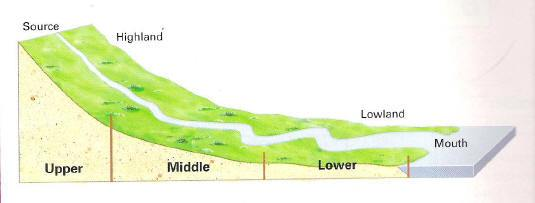 Source
Highland
Lowland
Mouth
Upper
Middle
Lower